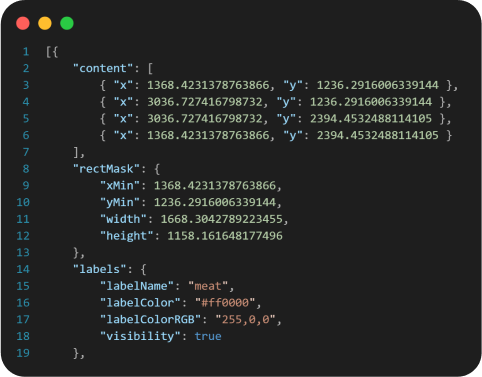 1 [{
2 "content": [
3 { "x": 1368.4231378763866, "y": 1236.2916006339144 },
4 { "x": 3036.727416798732, "y": 1236.2916006339144 },
5 { "x": 3036.727416798732, "y": 2394.4532488114105 },
6 { "x": 1368.4231378763866, "y": 2394.4532488114105 }
7 ],
8 "rectMask": {
9 "xMin": 1368.4231378763866,
10 "yMin": 1236.2916006339144,
11 "width": 1668.3042789223455,
12 "height": 1158.161648177496
13 },
14 "labels": {
15 "labelName": "meat",
16 "labelColor": "#ff0000",
17 "labelColorRGB": "255,0,0",
18 "visibility": true
19 },